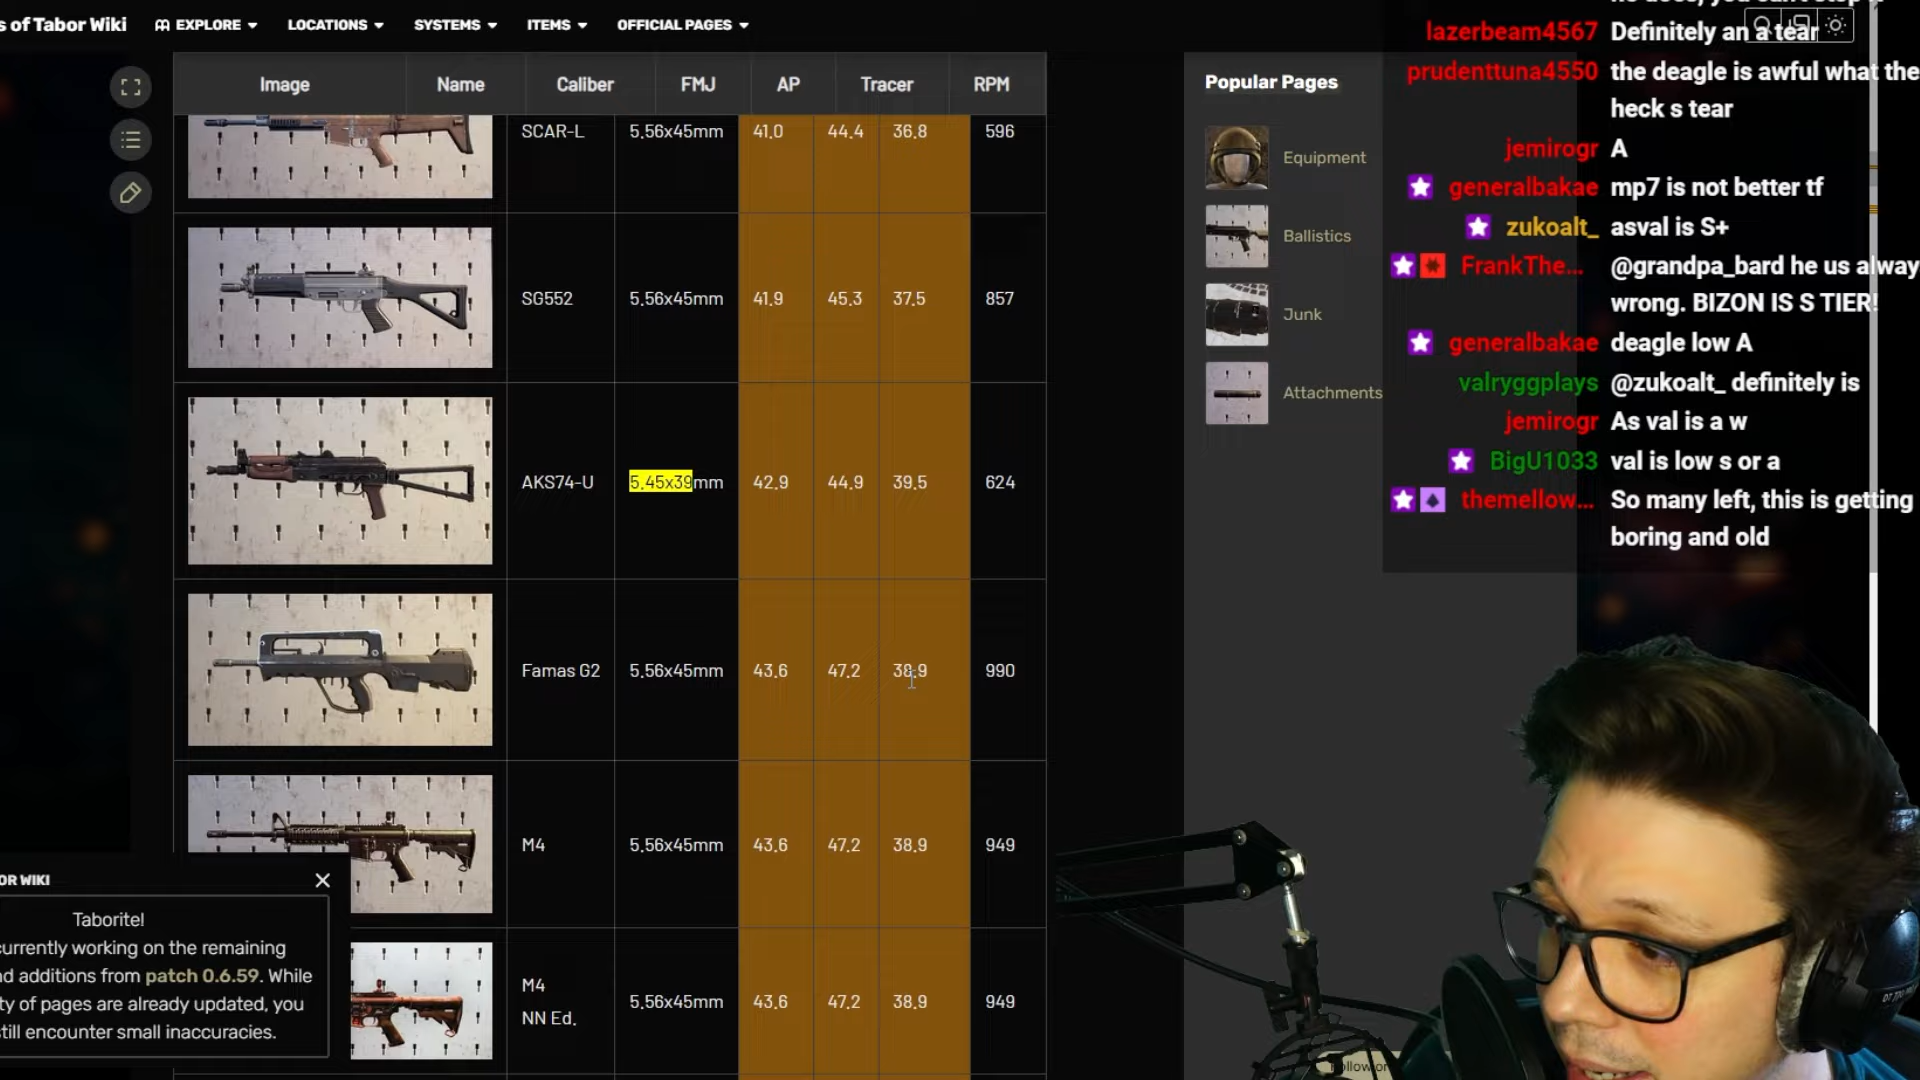 s of Tabor Wiki
EXPLORE
LOCATIONS
SYSTEMS
ITEMS
OFFICIAL PAGES
Image Name Caliber FMJ AP Tracer RPM
SCAR-L 5.56x45mm 41.0 44.4 36.8 596
SG552 5.56x45mm 41.9 45.3 37.5 857
AKS74-U 5.45x39mm 42.9 44.9 39.5 624
Famas G2 5.56x45mm 43.6 47.2 38.9 990
M4 5.56x45mm 43.6 47.2 38.9 949
M4
NN Ed. 5.56x45mm 43.6 47.2 38.9 949
OR WIKI
Taborite!
currently working on the remaining
nd additions from patch 0.6.59. While
ty of pages are already updated, you
still encounter small inaccuracies.
Popular Pages
Equipment
Ballistics
Junk
Attachments
lazerbeam4567 Definitely an a tear
prudenttuna4550 the deagle is awful what the
heck s tear
jemirogr A
generalbakae mp7 is not better tf
zukoalt_ asval is S+
FrankThe... @grandpa_bard he us alway
wrong. BIZON IS S TIER!
generalbakae deagle low A
valryggplays @zukoalt_ definitely is
jemirogr As val is a w
BigU1033 val is low s or a
themellow... So many left, this is getting
boring and old